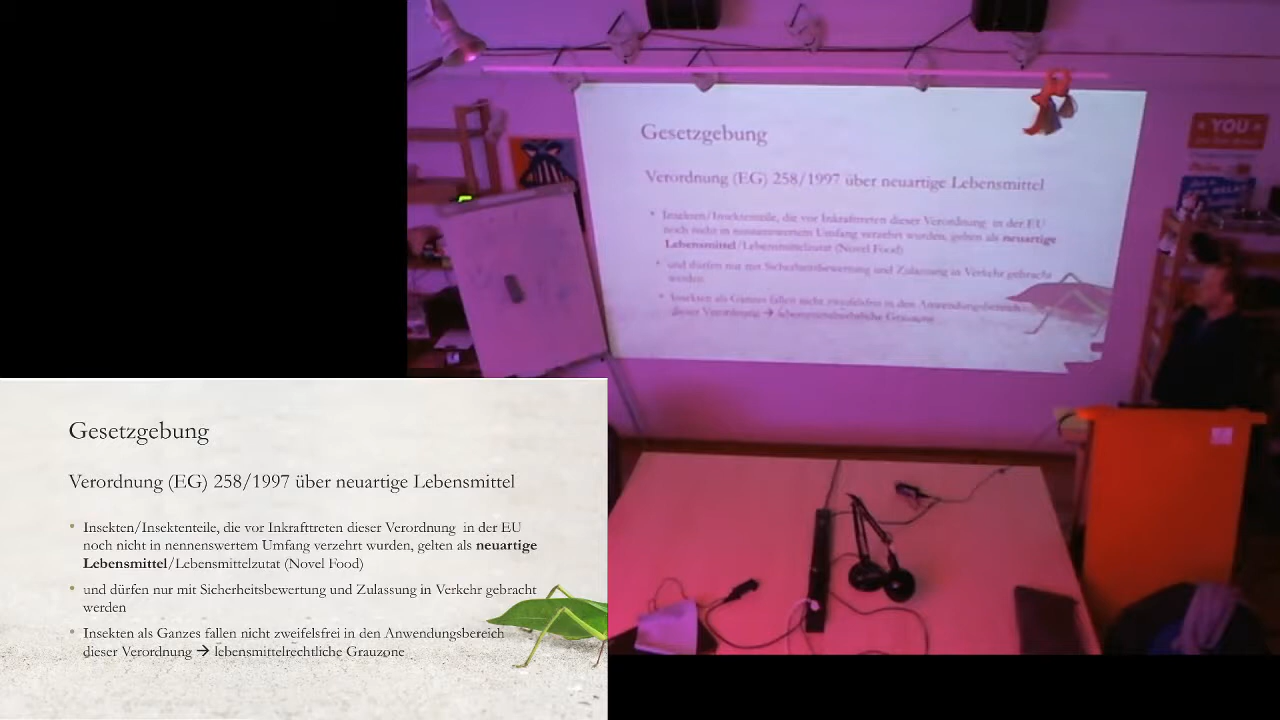 Gesetzgebung
Verordnung (EG) 258/1997 über neuartige Lebensmittel
Insekten/Insektenteile, die vor Inkrafttreten dieser Verordnung in der EU
noch nicht in nennenswertem Umfang verzehrt wurden, gelten als neuartige
Lebensmittel/Lebensmittelzutat (Novel Food)
und dürfen nur mit Sicherheitsbewertung und Zulassung in Verkehr gebracht
werden
Insekten als Ganzes fallen nicht zweifelsfrei in den Anwendungsbereich
dieser Verordnung → lebensmittelrechtliche Grauzone
YOU
Gesetzgebung
Verordnung (EG) 258/1997 über neuartige Lebensmittel
• Insekten/Insektenteile, die vor Inkrafttreten dieser Verordnung in der EU
noch nicht in nennenswertem Umfang verzehrt wurden, gelten als neuartige
Lebensmittel/Lebensmittelzutat (Novel Food)
• und dürfen nur mit Sicherheitsbewertung und Zulassung in Verkehr gebracht
werden
• Insekten als Ganzes fallen nicht zweifelsfrei in den Anwendungsbereich
dieser Verordnung → lebensmittelrechtliche Grauzone